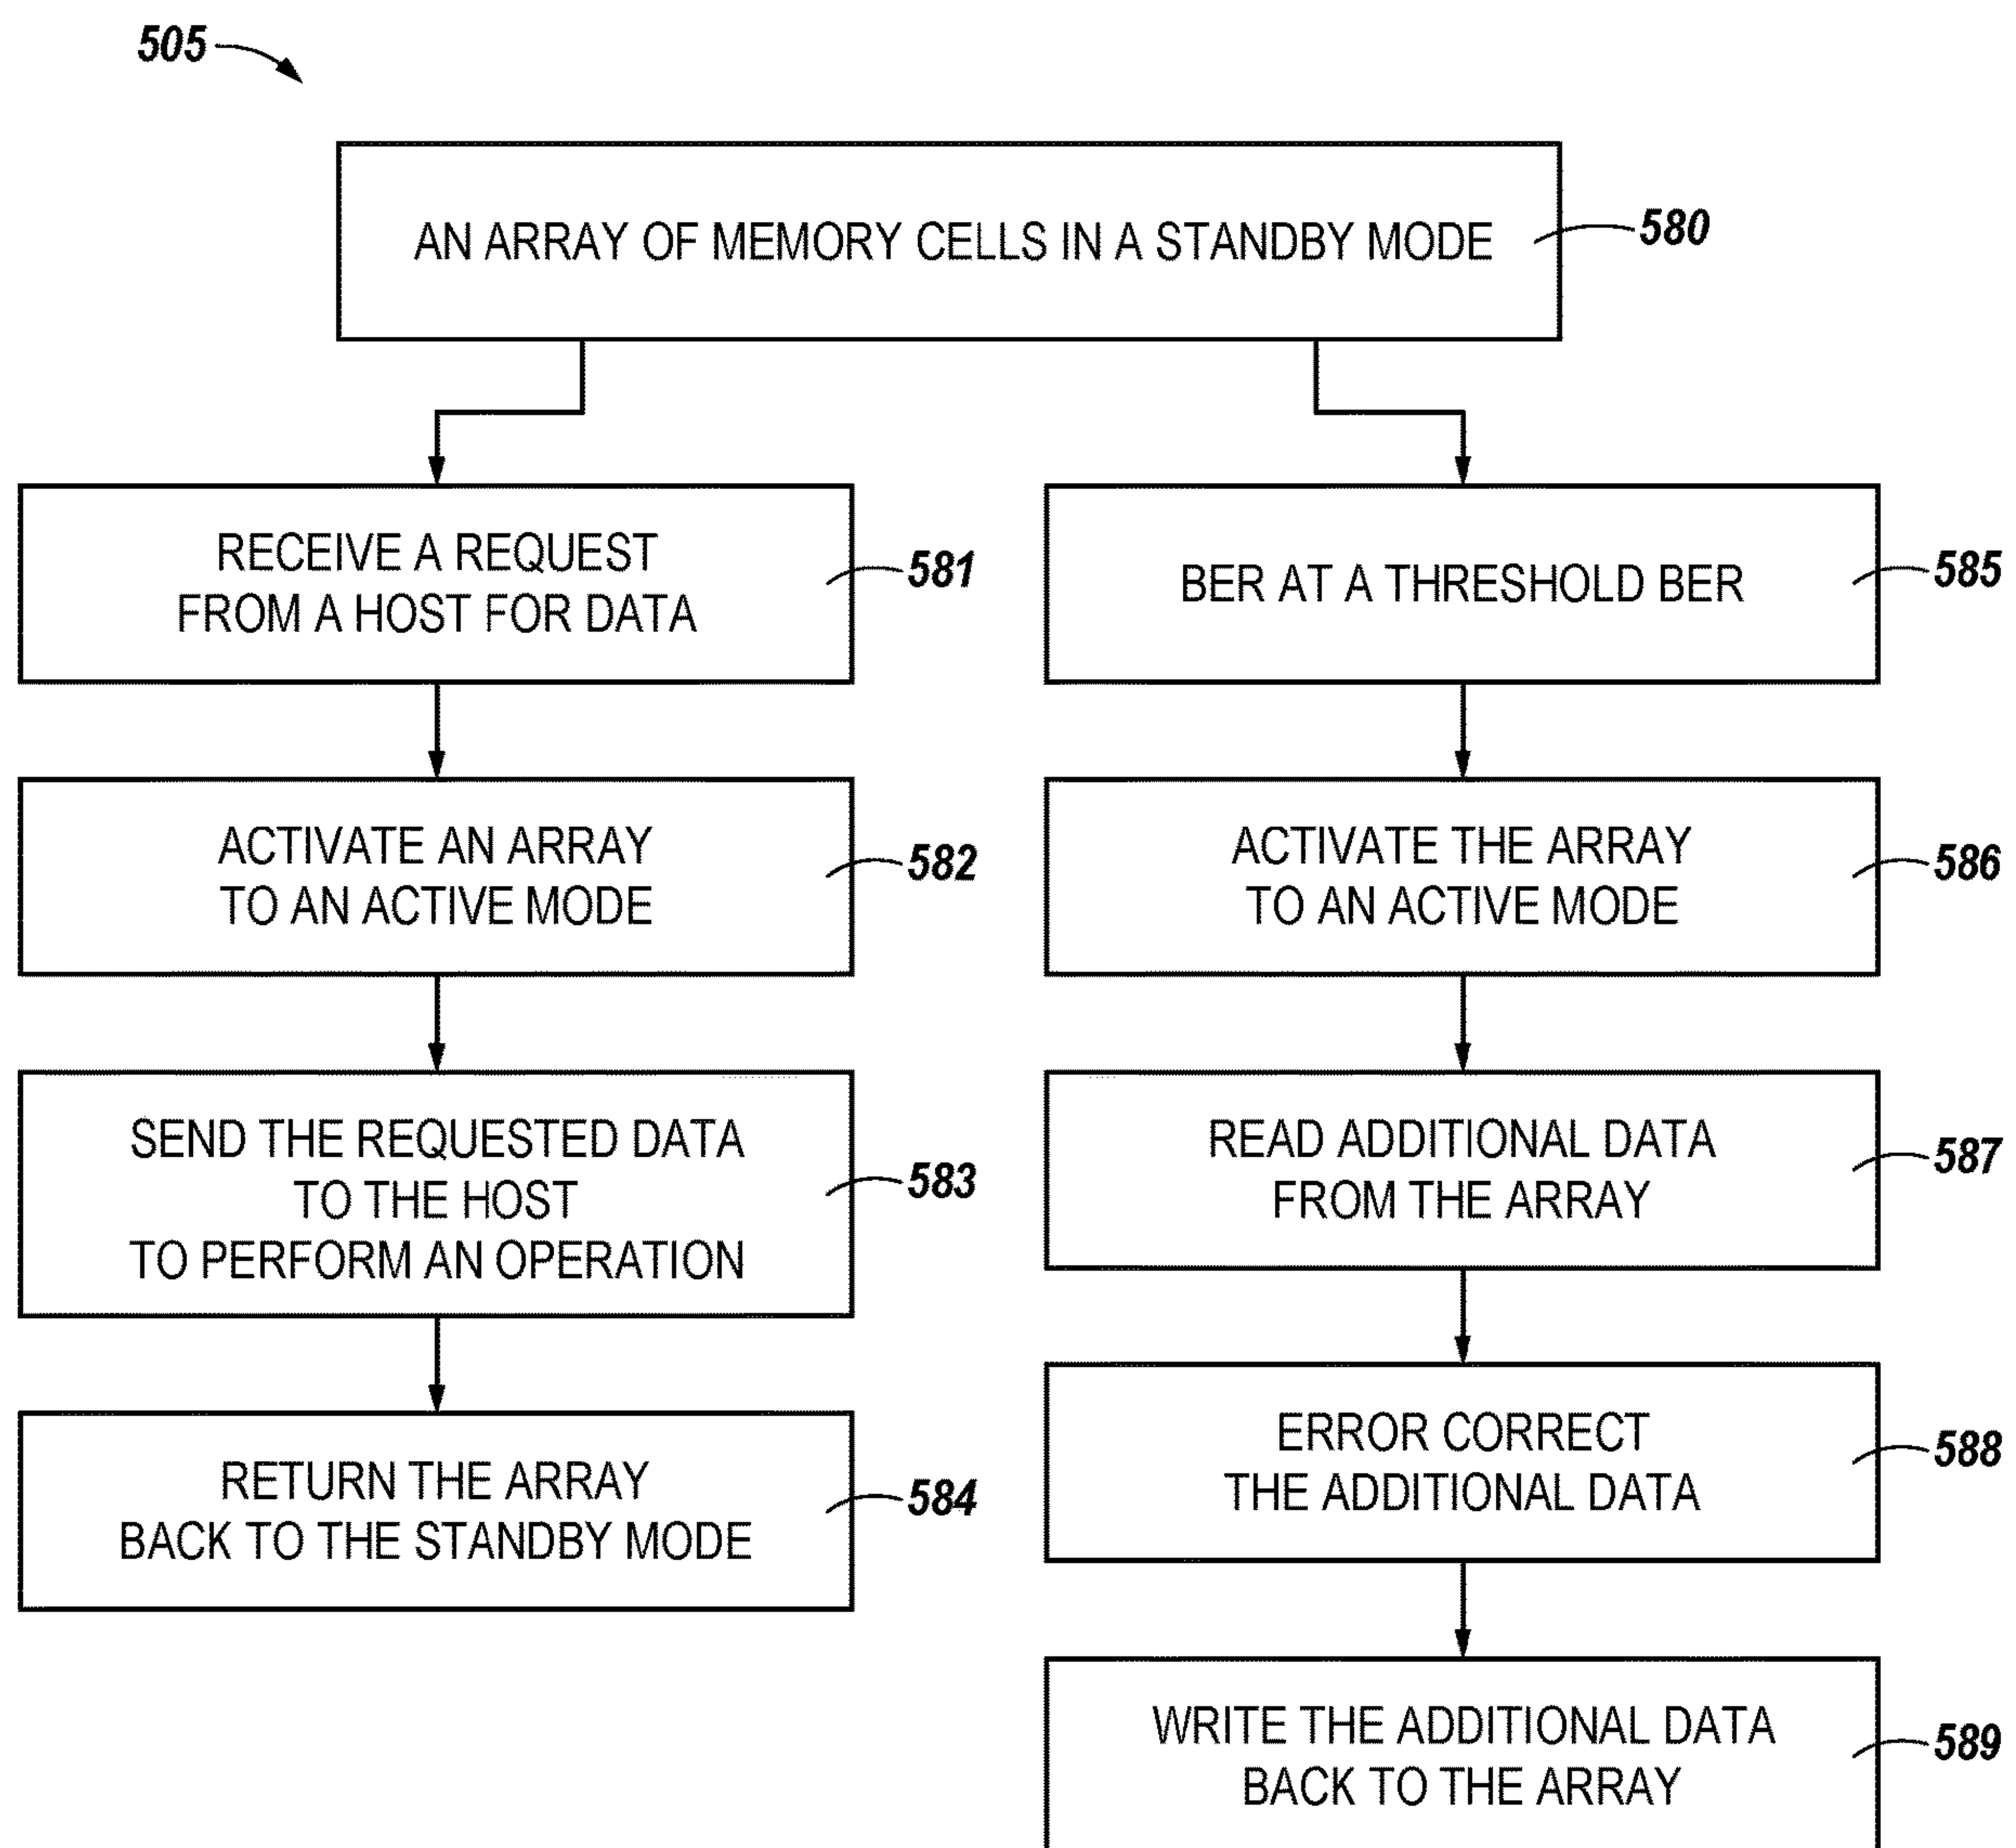 505
AN ARRAY OF MEMORY CELLS IN A STANDBY MODE
580
RECEIVE A REQUEST
FROM A HOST FOR DATA
581
ACTIVATE AN ARRAY
TO AN ACTIVE MODE
582
SEND THE REQUESTED DATA
TO THE HOST
TO PERFORM AN OPERATION
583
RETURN THE ARRAY
BACK TO THE STANDBY MODE
584
BER AT A THRESHOLD BER
585
ACTIVATE THE ARRAY
TO AN ACTIVE MODE
586
READ ADDITIONAL DATA
FROM THE ARRAY
587
ERROR CORRECT
THE ADDITIONAL DATA
588
WRITE THE ADDITIONAL DATA
BACK TO THE ARRAY
589